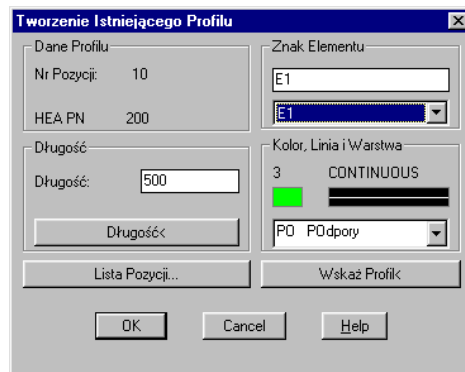 Tworzenie Istniejącego Profilu
Dane Profilu
Nr Pozycji: 10
HEA PN 200
Znak Elementu
E1
E1
Długość
Długość: 500
Długość<
Kolor, Linia i Warstwa
3 CONTINUOUS
PO POdpory
Lista Pozycji...
Wskaż Profil<
OK
Cancel
Help